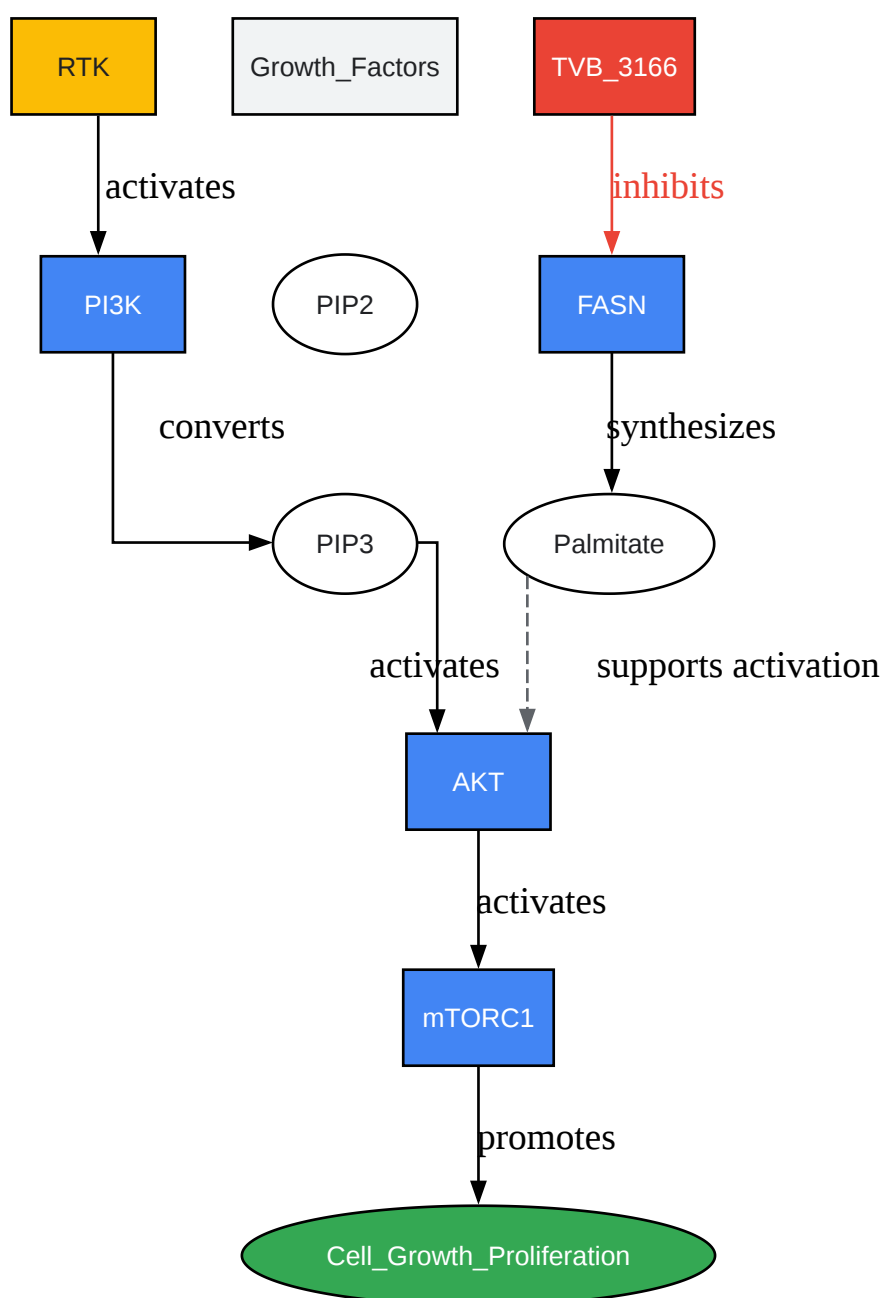 RTK
Growth_Factors
TVB_3166
activates
inhibits
PI3K
PIP2
FASN
converts
synthesizes
PIP3
Palmitate
activates
supports activation
AKT
activates
mTORC1
promotes
Cell_Growth_Proliferation